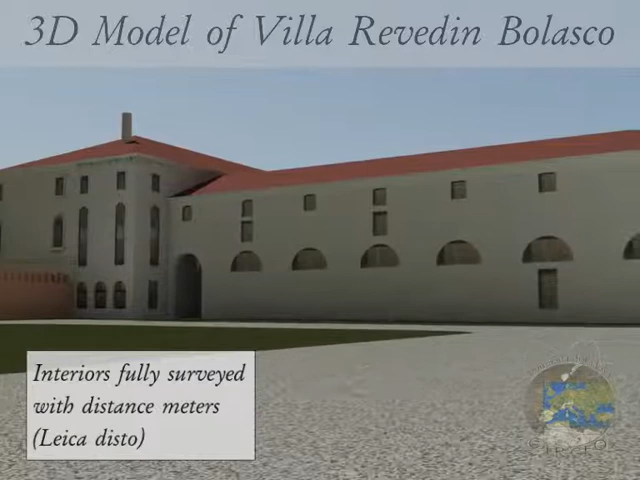 3D Model of Villa Revedin Bolasco
Interiors fully surveyed
with distance meters
(Leica disto)